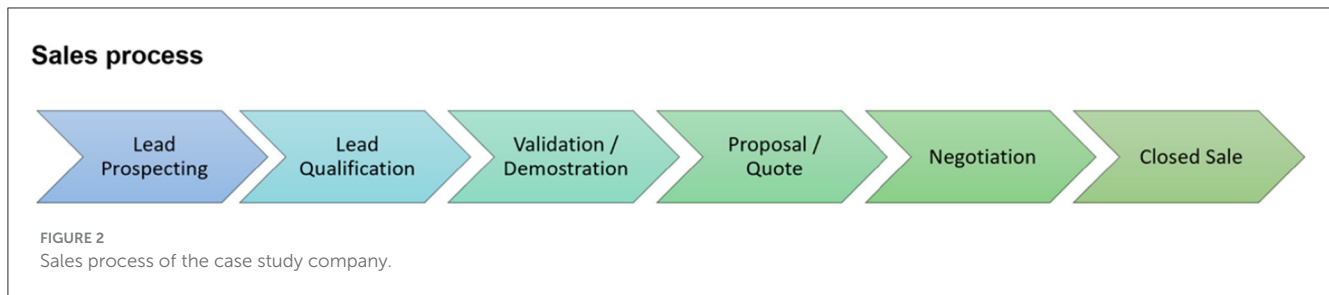 Sales process
Lead
Prospecting
Lead
Qualification
Validation /
Demostration
Proposal /
Quote
Negotiation
Closed Sale
FIGURE 2
Sales process of the case study company.